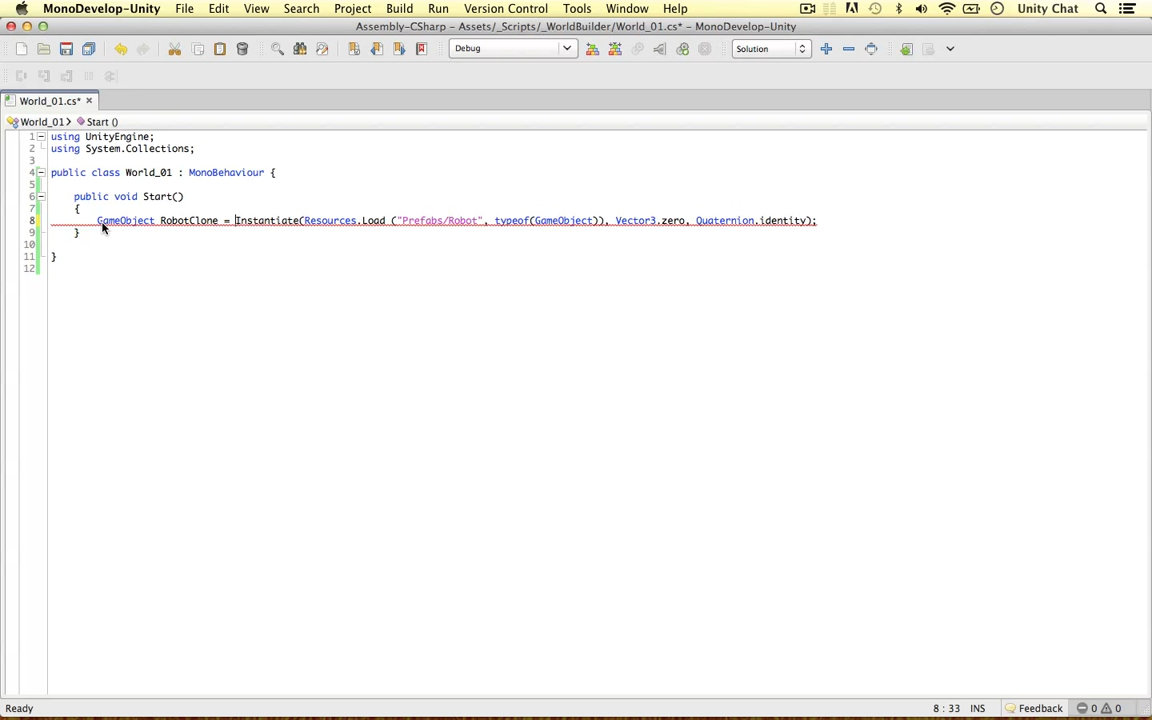 MonoDevelop-Unity File Edit View Search Project Build Run Version Control Tools Window Help Unity Chat
Assembly-CSharp – Assets/_Scripts/_WorldBuilder/World_01.cs* – MonoDevelop-Unity
Debug Solution
World_01.cs*
World_01 Start ()
1 using UnityEngine;
2 using System.Collections;
3
4 public class World_01 : MonoBehaviour {
5
6 public void Start()
7 {
8 GameObject RobotClone = Instantiate(Resources.Load ("Prefabs/Robot", typeof(GameObject)), Vector3.zero, Quaternion.identity);
9 }
10
11 }
12
Ready 8 : 33 INS Feedback 0 0